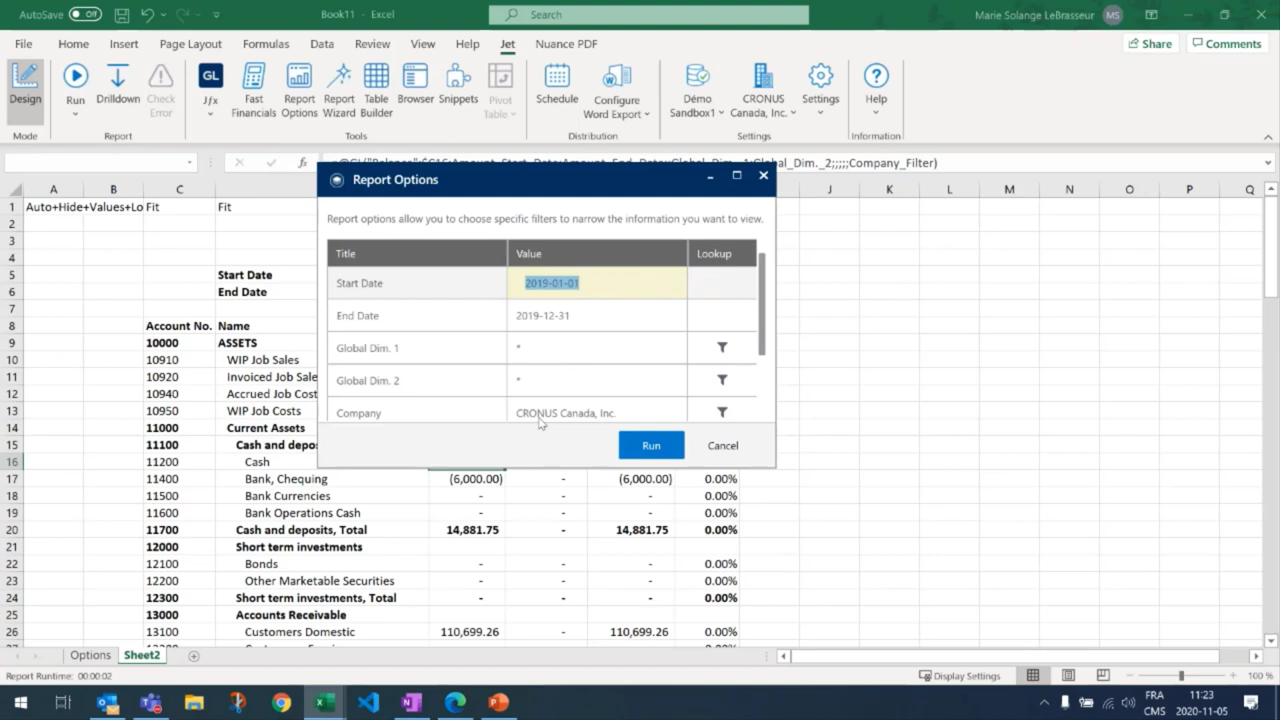 AutoSave Off Book11 - Excel Search Marie Solange LeBrasseur MS
File Home Insert Page Layout Formulas Data Review View Help Jet Nuance PDF Share Comments
Design Run Drilldown Check Error GL Jfx Fast Financials Report Options Report Wizard Table Builder Browser Snippets Pivot Table Schedule Configure Word Export Démo Sandbox1 CRONUS Canada, Inc. Settings Help
Mode Report Tools Distribution Settings Information
Report Options
Report options allow you to choose specific filters to narrow the information you want to view.
Title Value Lookup
Start Date 2019-01-01
End Date 2019-12-31
Global Dim. 1 *
Global Dim. 2 *
Company CRONUS Canada, Inc.
Run Cancel
A B C J K L M N O P Q
1 Auto+Hide+Values+Lo Fit Fit
2
3
4
5 Start Date
6 End Date
7
8 Account No. Name
9 10000 ASSETS
10 10910 WIP Job Sales
11 10920 Invoiced Job Sale
12 10940 Accrued Job Cost
13 10950 WIP Job Costs
14 11000 Current Assets
15 11100 Cash and depos
16 11200 Cash
17 11400 Bank, Chequing (6,000.00) - (6,000.00) 0.00%
18 11500 Bank Currencies - - - 0.00%
19 11600 Bank Operations Cash - - - 0.00%
20 11700 Cash and deposits, Total 14,881.75 - 14,881.75 0.00%
21 12000 Short term investments
22 12100 Bonds - - - 0.00%
23 12200 Other Marketable Securities - - - 0.00%
24 12300 Short term investments, Total - - - 0.00%
25 13000 Accounts Receivable
26 13100 Customers Domestic 110,699.26 - 110,699.26 0.00%
Options Sheet2
Report Runtime: 00:00:02 Display Settings 100 %
FRA CMS 11:23 2020-11-05